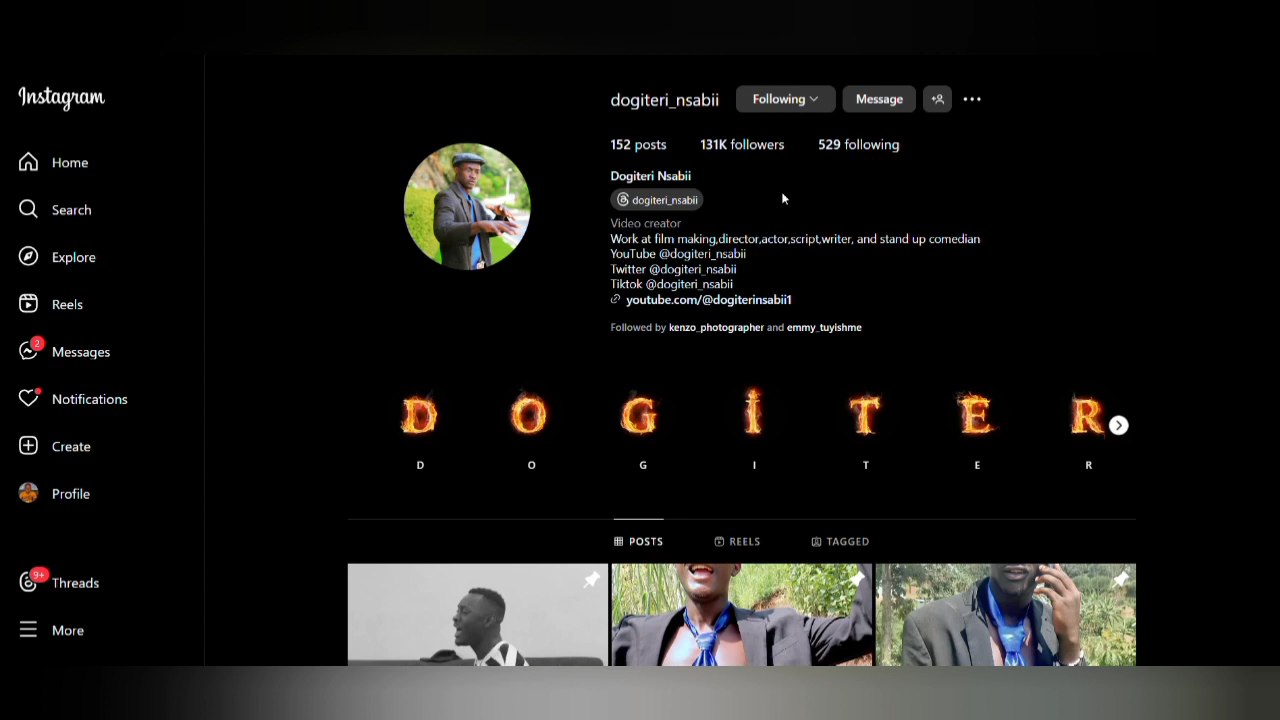 Instagram
Home
Search
Explore
Reels
2
Messages
Notifications
Create
Profile
9+
Threads
More
dogiteri_nsabii
Following
Message
152 posts
131K followers
529 following
Dogiteri Nsabii
dogiteri_nsabii
Video creator
Work at film making,director,actor,script,writer, and stand up comedian
YouTube @dogiteri_nsabii
Twitter @dogiteri_nsabii
Tiktok @dogiteri_nsabii
youtube.com/@dogiterinsabii1
Followed by kenzo_photographer and emmy_tuyishme
D O G I T E R
D O G I T E R
POSTS
REELS
TAGGED